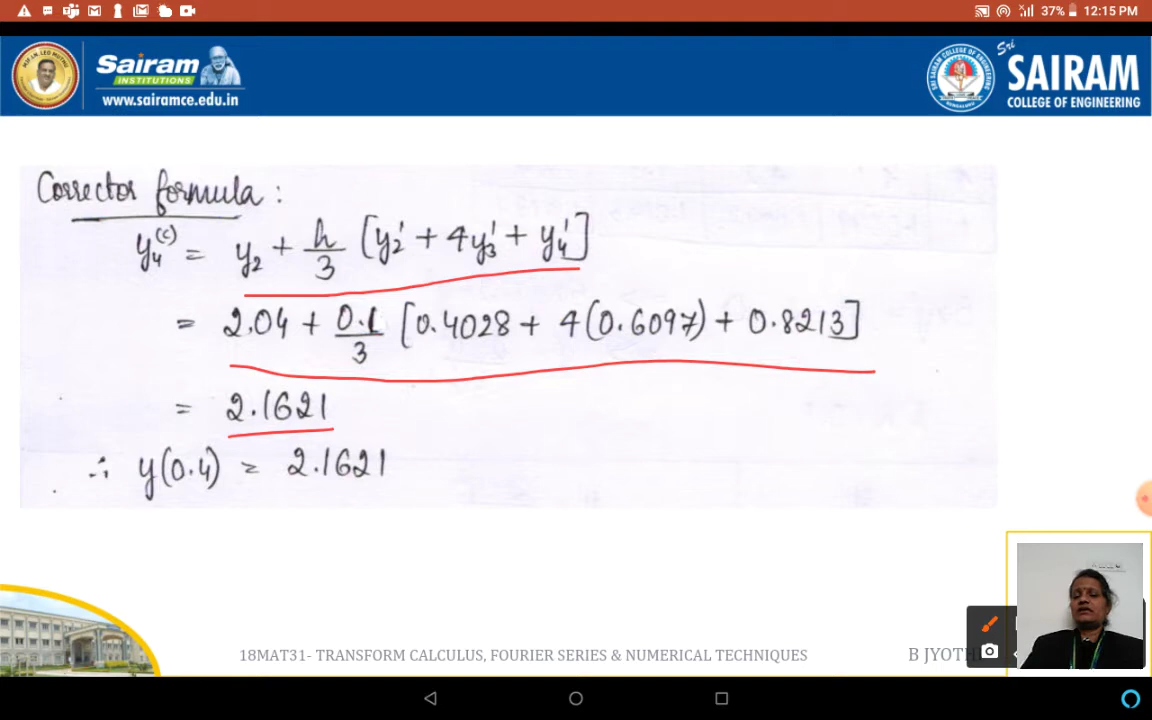 37% 12:15 PM
Sairam
INSTITUTIONS
www.sairamce.edu.in
Sri
SAIRAM
COLLEGE OF ENGINEERING
Corrector formula :
y₄⁽ᶜ⁾ = y₂ + h/3 [y₂' + 4y₃' + y₄']
= 2.04 + 0.1/3 [0.4028 + 4(0.6097) + 0.8213]
= 2.1621
∴ y(0.4) = 2.1621
18MAT31- TRANSFORM CALCULUS, FOURIER SERIES & NUMERICAL TECHNIQUES
B JYOTH